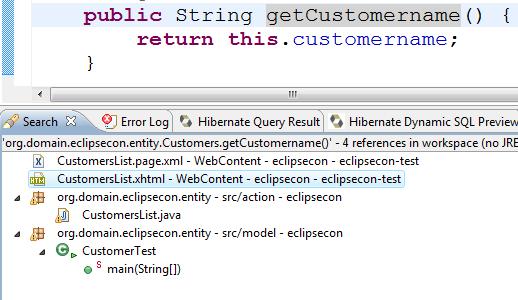 public String getCustomername() {
return this.customername;
}
Search Error Log Hibernate Query Result Hibernate Dynamic SQL Preview
'org.domain.eclipsecon.entity.Customers.getCustomername()' - 4 references in workspace (no JRE
CustomersList.page.xml - WebContent - eclipsecon - eclipsecon-test
CustomersList.xhtml - WebContent - eclipsecon - eclipsecon-test
org.domain.eclipsecon.entity - src/action - eclipsecon
CustomersList.java
org.domain.eclipsecon.entity - src/model - eclipsecon
CustomerTest
S main(String[])